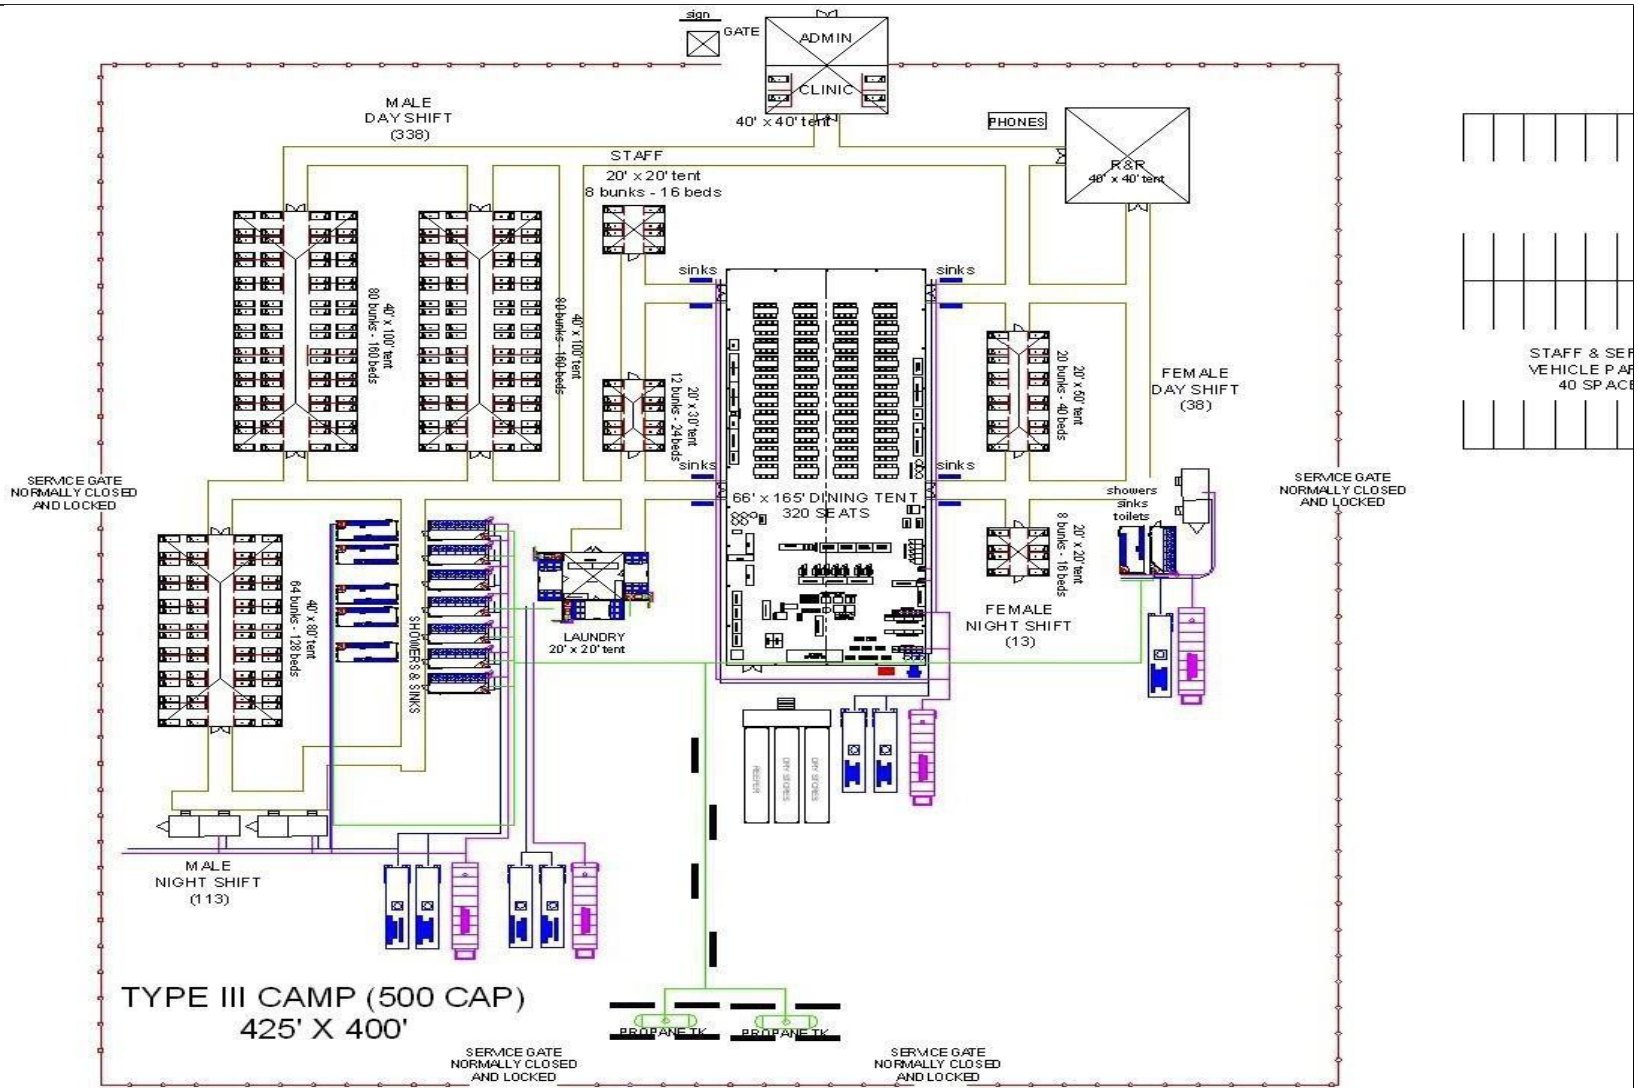 sign
GATE
ADMIN
CLINIC
40' x 40' tent
MALE
DAY SHIFT
(338)
PHONES
R&R
40' x 40' tent
STAFF
20' x 20' tent
8 bunks - 16 beds
sinks
sinks
40' x 100' tent
80 bunks - 160 beds
40' x 100' tent
80 bunks - 160 beds
20' x 30' tent
12 bunks - 24 beds
20' x 50' tent
20 bunks - 40 beds
FEMALE
DAY SHIFT
(38)
STAFF & SER
VEHICLE PAR
40 SPACE
sinks
sinks
SERVICE GATE
NORMALLY CLOSED
AND LOCKED
SERVICE GATE
NORMALLY CLOSED
AND LOCKED
66' x 165' DINING TENT
320 SEATS
showers
sinks
toilets
20' x 20' tent
8 bunks - 16 beds
40' x 80' tent
64 bunks - 128 beds
SHOWERS & SINKS
LAUNDRY
20' x 20' tent
FEMALE
NIGHT SHIFT
(13)
REEFER
DRY STORES
DRY STORES
MALE
NIGHT SHIFT
(113)
TYPE III CAMP (500 CAP)
425' X 400'
PROPANE TK
PROPANE TK
SERVICE GATE
NORMALLY CLOSED
AND LOCKED
SERVICE GATE
NORMALLY CLOSED
AND LOCKED